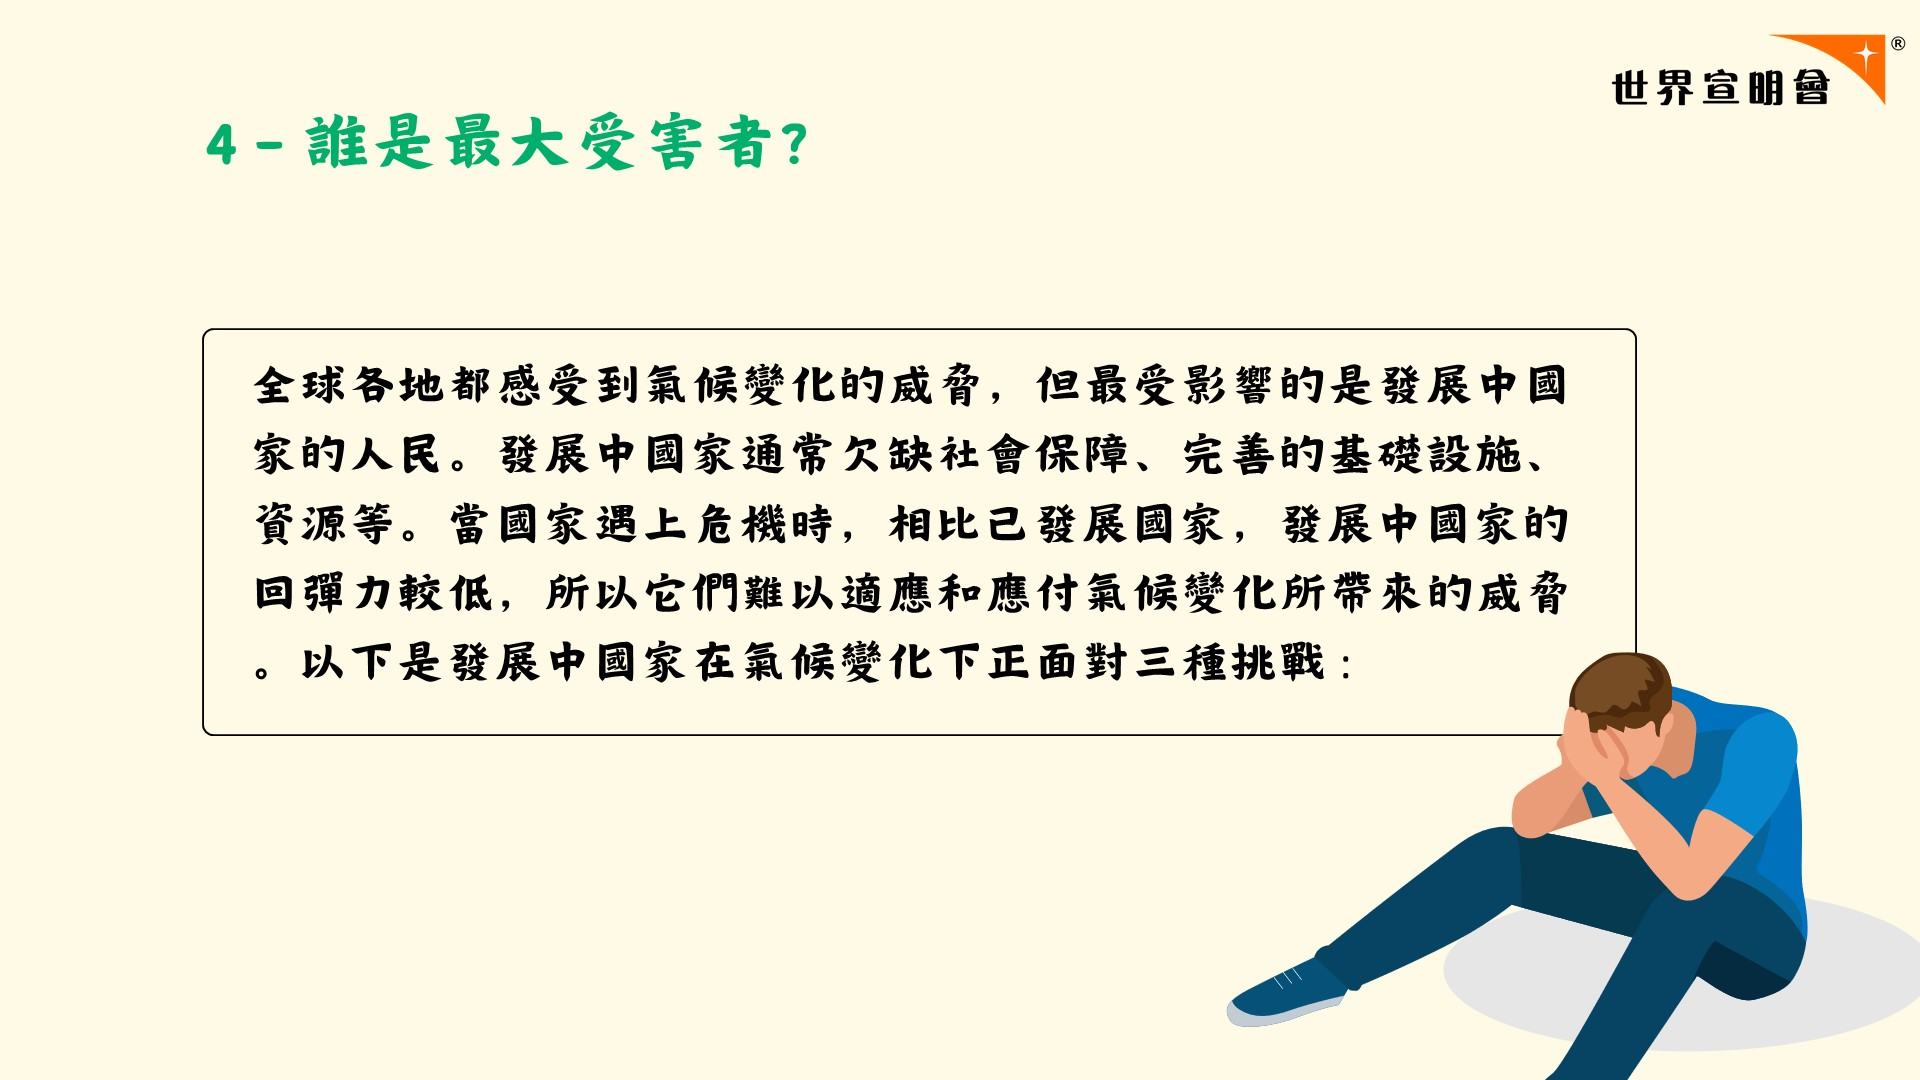 世界宣明會®
4 - 誰是最大受害者？
全球各地都感受到氣候變化的威脅，但最受影響的是發展中國
家的人民。發展中國家通常欠缺社會保障、完善的基礎設施、
資源等。當國家遇上危機時，相比已發展國家，發展中國家的
回彈力較低，所以它們難以適應和應付氣候變化所帶來的威脅
。以下是發展中國家在氣候變化下正面對三種挑戰：